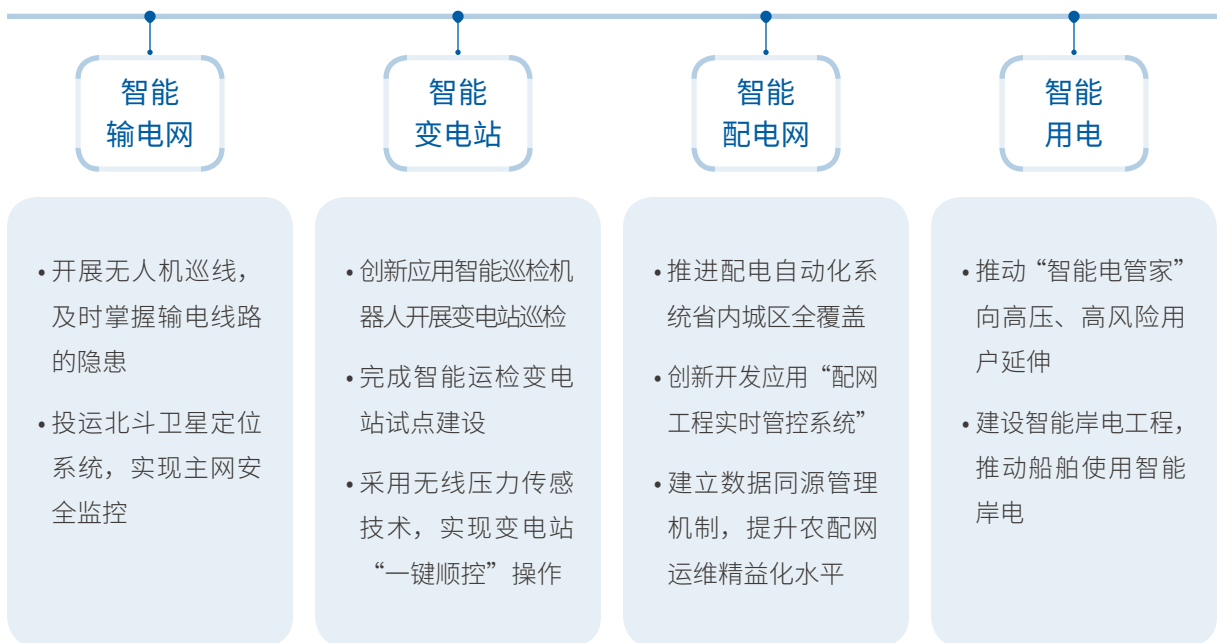 智能
输电网
• 开展无人机巡线，
及时掌握输电线路
的隐患
• 投运北斗卫星定位
系统，实现主网安
全监控
智能
变电站
• 创新应用智能巡检机
器人开展变电站巡检
• 完成智能运检变电
站试点建设
• 采用无线压力传感
技术，实现变电站
“一键顺控”操作
智能
配电网
• 推进配电自动化系
统省内城区全覆盖
• 创新开发应用“配网
工程实时管控系统”
• 建立数据同源管理
机制，提升农配网
运维精益化水平
智能
用电
• 推动“智能电管家”
向高压、高风险用
户延伸
• 建设智能岸电工程，
推动船舶使用智能
岸电